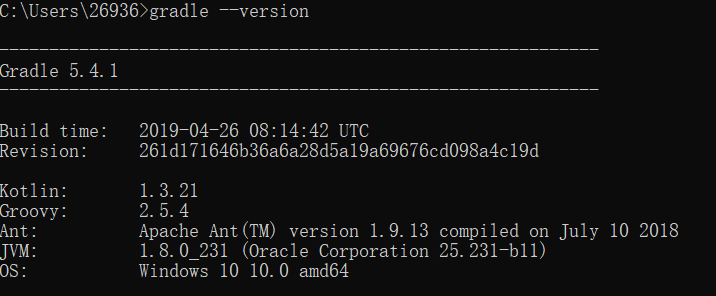 C:\Users\26936>gradle --version
------------------------------------------------------------
Gradle 5.4.1
------------------------------------------------------------
Build time:   2019-04-26 08:14:42 UTC
Revision:     261d171646b36a6a28d5a19a69676cd098a4c19d
Kotlin:       1.3.21
Groovy:       2.5.4
Ant:          Apache Ant(TM) version 1.9.13 compiled on July 10 2018
JVM:          1.8.0_231 (Oracle Corporation 25.231-b11)
OS:           Windows 10 10.0 amd64